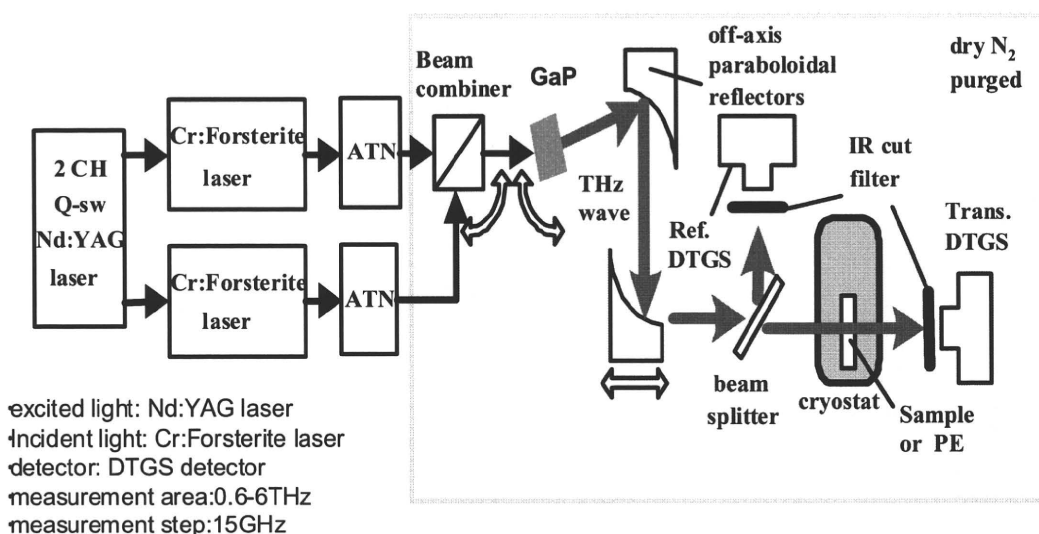 2 CH
Q-sw
Nd:YAG
laser
Cr:Forsterite
laser
Cr:Forsterite
laser
ATN
ATN
Beam
combiner
GaP
off-axis
paraboloidal
reflectors
dry N₂
purged
THz
wave
Ref.
DTGS
IR cut
filter
Trans.
DTGS
beam
splitter
cryostat
Sample
or PE
·excited light: Nd:YAG laser
·Incident light: Cr:Forsterite laser
·detector: DTGS detector
·measurement area:0.6-6THz
·measurement step:15GHz